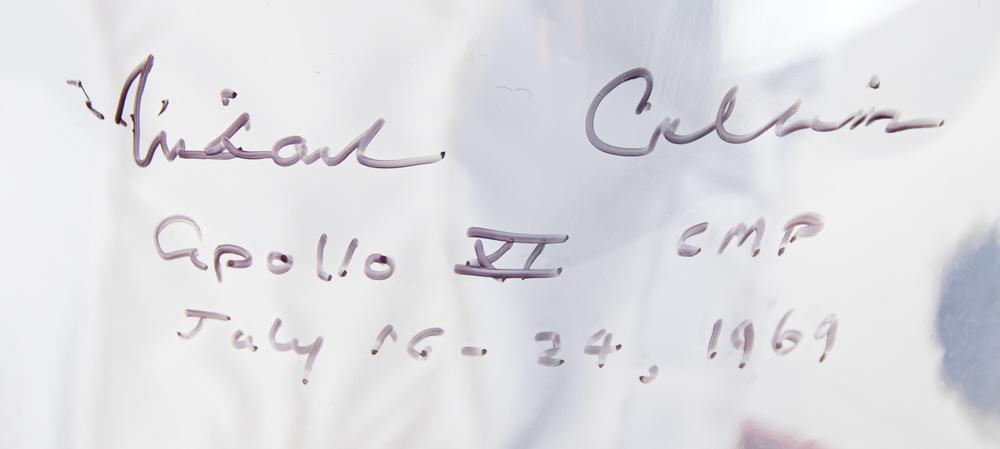 Michael Collins
Apollo XI CMP
July 16-24, 1969